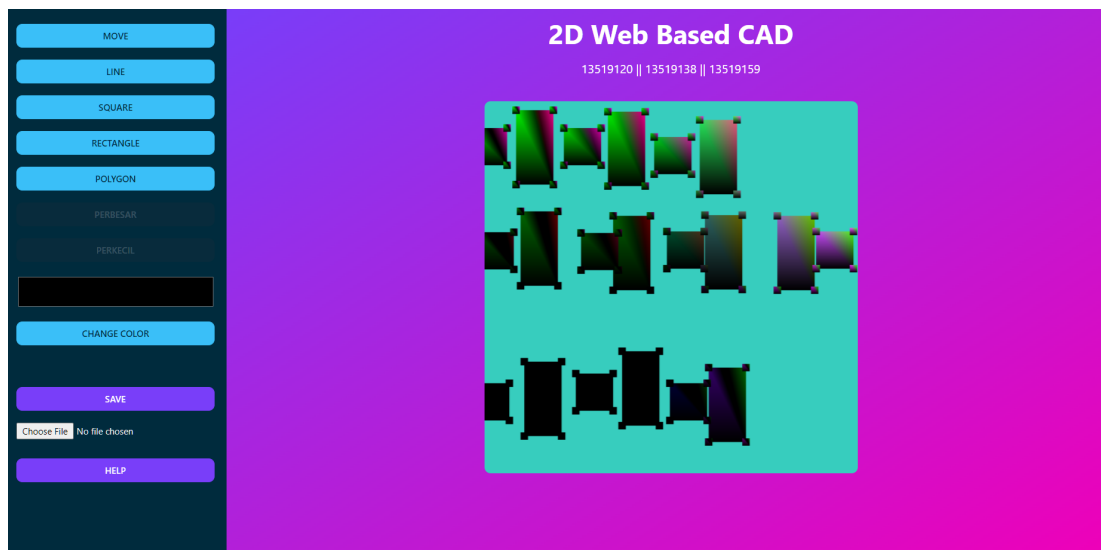 MOVE
LINE
SQUARE
RECTANGLE
POLYGON
PERBESAR
PERKECIL
CHANGE COLOR
SAVE
Choose File No file chosen
HELP
2D Web Based CAD
13519120 || 13519138 || 13519159